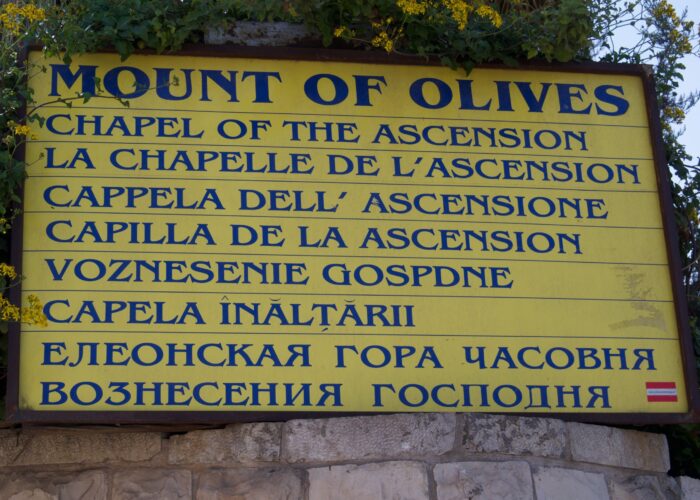 MOUNT OF OLIVES
CHAPEL OF THE ASCENSION
LA CHAPELLE DE L'ASCENSION
CAPPELA DELL' ASCENSIONE
CAPILLA DE LA ASCENSION
VOZNESENIE GOSPDNE
CAPELA ÎNĂLŢĂRII
ЕЛЕОНСКАЯ ГОРА ЧАСОВНЯ
ВОЗНЕСЕНИЯ ГОСПОДНЯ